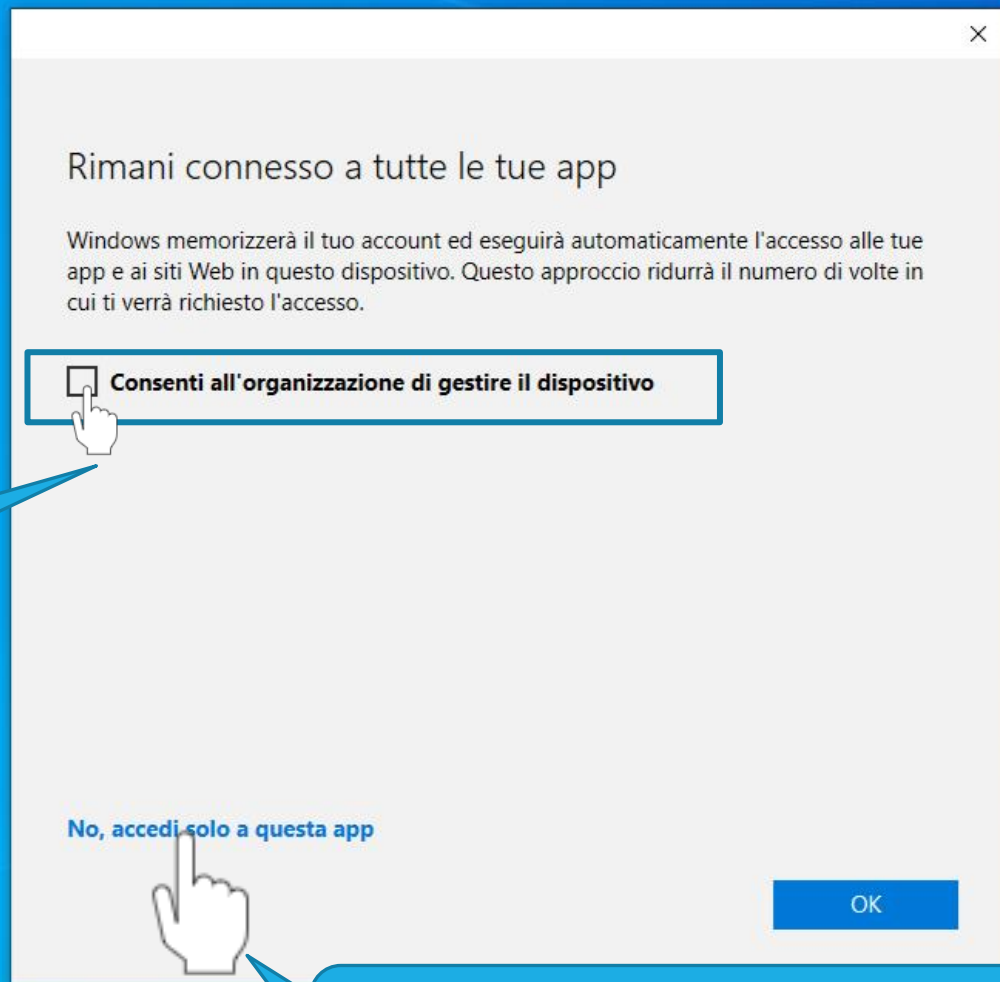 Rimani connesso a tutte le tue app
Windows memorizzerà il tuo account ed eseguirà automaticamente l'accesso alle tue
app e ai siti Web in questo dispositivo. Questo approccio ridurrà il numero di volte in
cui ti verrà richiesto l'accesso.
Consenti all'organizzazione di gestire il dispositivo
No, accedi solo a questa app
OK